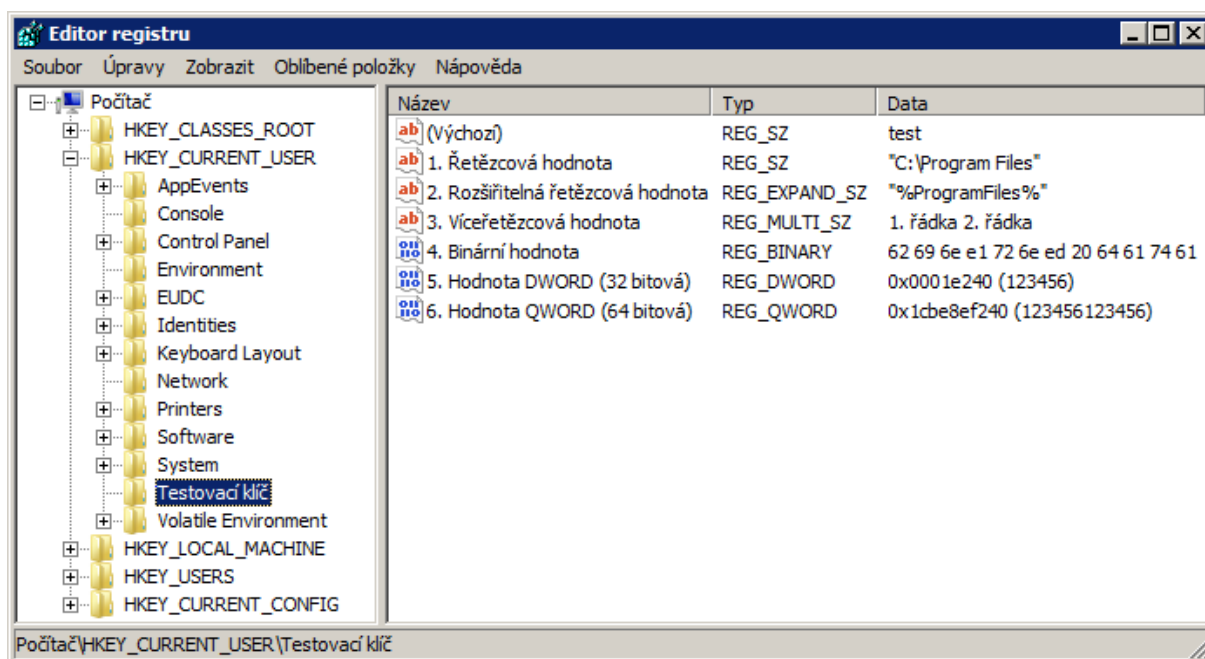 Editor registru
Soubor Úpravy Zobrazit Oblíbené položky Nápověda
Počítač
HKEY_CLASSES_ROOT
HKEY_CURRENT_USER
AppEvents
Console
Control Panel
Environment
EUDC
Identities
Keyboard Layout
Network
Printers
Software
System
Testovací klíč
Volatile Environment
HKEY_LOCAL_MACHINE
HKEY_USERS
HKEY_CURRENT_CONFIG
Název Typ Data
(Výchozí) REG_SZ test
1. Řetězcová hodnota REG_SZ "C:\Program Files"
2. Rozšiřitelná řetězcová hodnota REG_EXPAND_SZ "%ProgramFiles%"
3. Víceřetězcová hodnota REG_MULTI_SZ 1. řádka 2. řádka
4. Binární hodnota REG_BINARY 62 69 6e e1 72 6e ed 20 64 61 74 61
5. Hodnota DWORD (32 bitová) REG_DWORD 0x0001e240 (123456)
6. Hodnota QWORD (64 bitová) REG_QWORD 0x1cbe8ef240 (123456123456)
Počítač\HKEY_CURRENT_USER\Testovací klíč